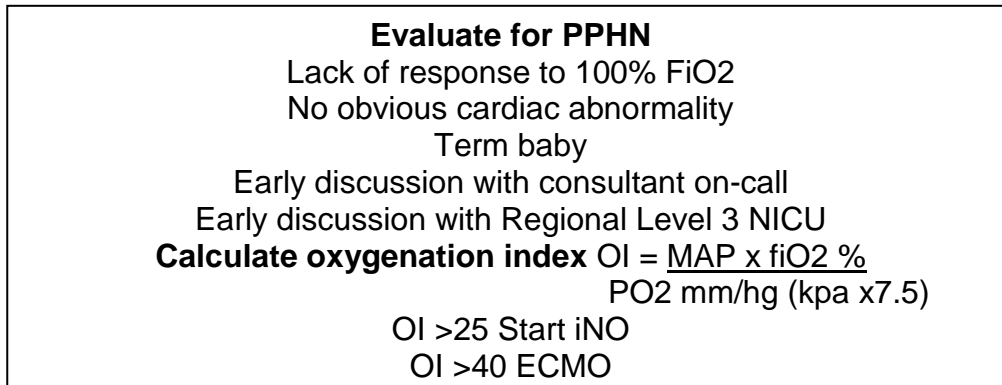 Evaluate for PPHN
Lack of response to 100% FiO2
No obvious cardiac abnormality
Term baby
Early discussion with consultant on-call
Early discussion with Regional Level 3 NICU
Calculate oxygenation index OI = MAP x fiO2 %
PO2 mm/hg (kpa x7.5)
OI >25 Start iNO
OI >40 ECMO